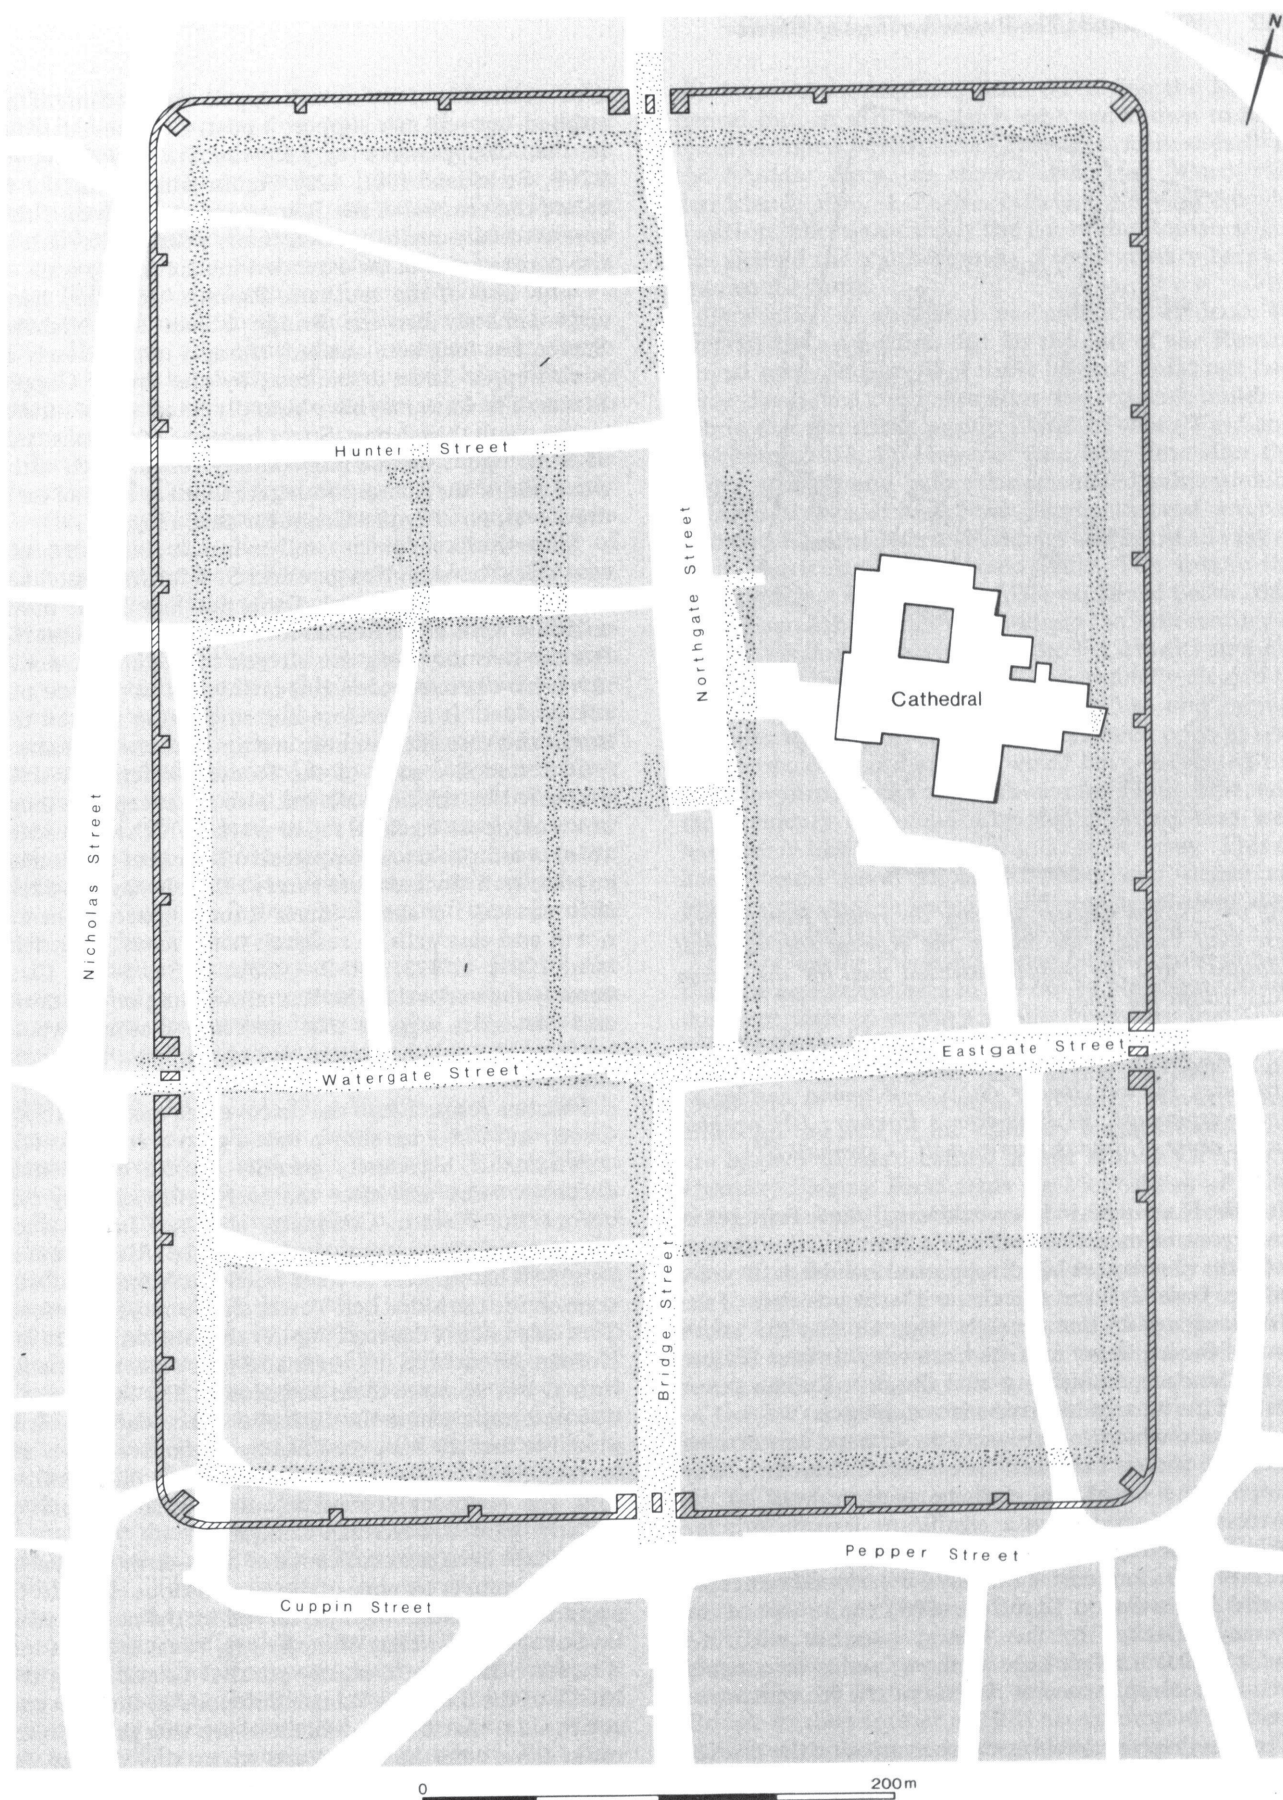 N
Hunter Street
Northgate Street
Cathedral
Nicholas Street
Eastgate Street
Watergate Street
Bridge Street
Pepper Street
Cuppin Street
0 200m